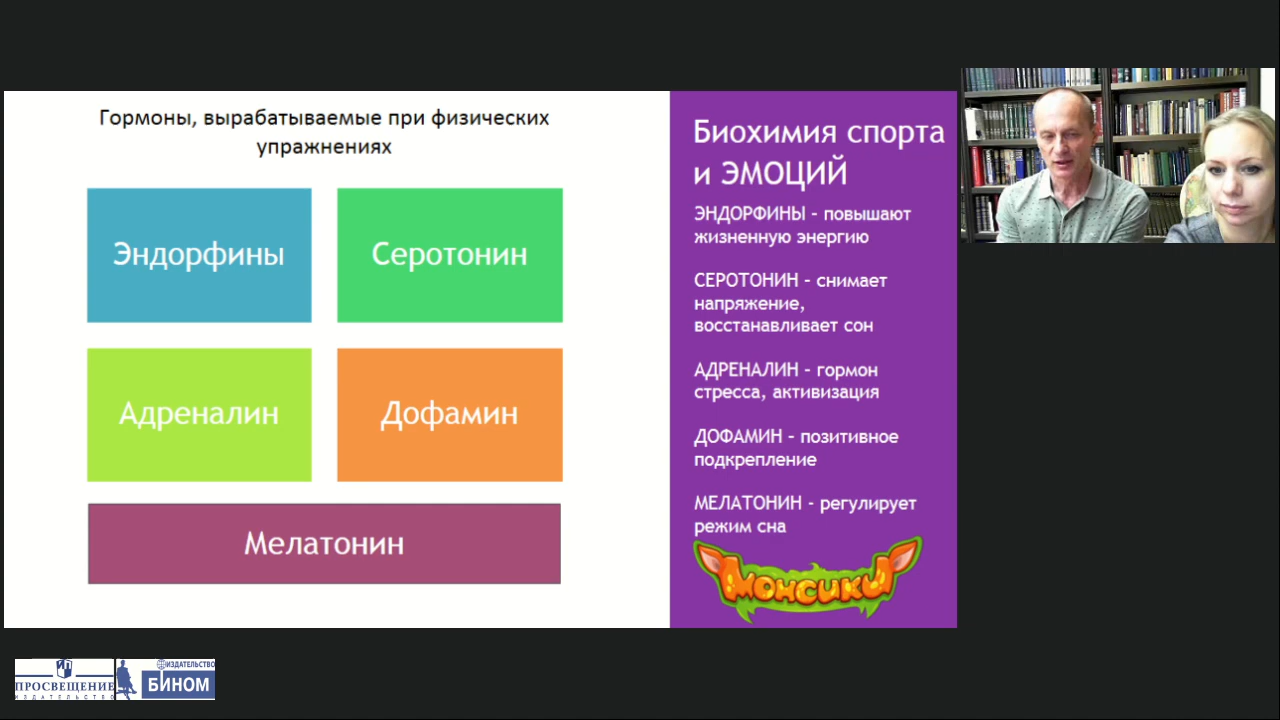 Гормоны, вырабатываемые при физических
упражнениях
Эндорфины
Серотонин
Адреналин
Дофамин
Мелатонин
Биохимия спорта
и ЭМОЦИЙ
ЭНДОРФИНЫ – повышают
жизненную энергию
СЕРОТОНИН – снимает
напряжение,
восстанавливает сон
АДРЕНАЛИН – гормон
стресса, активизация
ДОФАМИН – позитивное
подкрепление
МЕЛАТОНИН - регулирует
режим сна
МОНСИКИ
ПРОСВЕЩЕНИЕ
ИЗДАТЕЛЬСТВО
ИЗДАТЕЛЬСТВО
БИНОМ